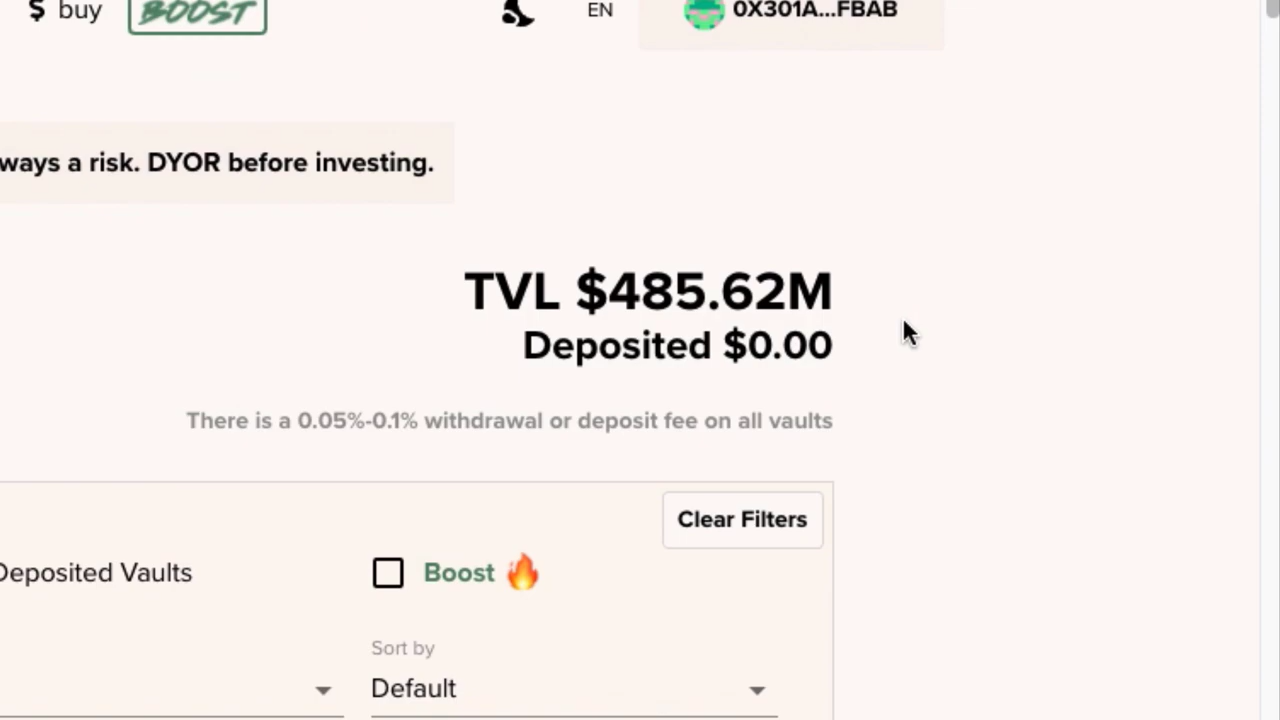 $ buy BOOST EN 0X301A...FBAB
ways a risk. DYOR before investing.
TVL $485.62M
Deposited $0.00
There is a 0.05%-0.1% withdrawal or deposit fee on all vaults
Clear Filters
Deposited Vaults Boost
Sort by
Default